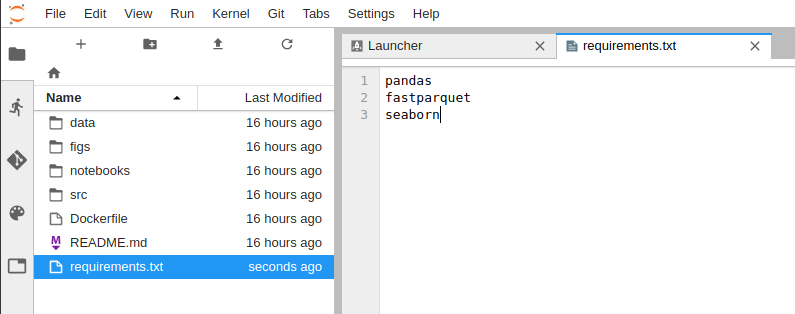 File Edit View Run Kernel Git Tabs Settings Help
Launcher requirements.txt
Name Last Modified
data 16 hours ago
figs 16 hours ago
notebooks 16 hours ago
src 16 hours ago
Dockerfile 16 hours ago
M README.md 16 hours ago
requirements.txt seconds ago
1 pandas
2 fastparquet
3 seaborn